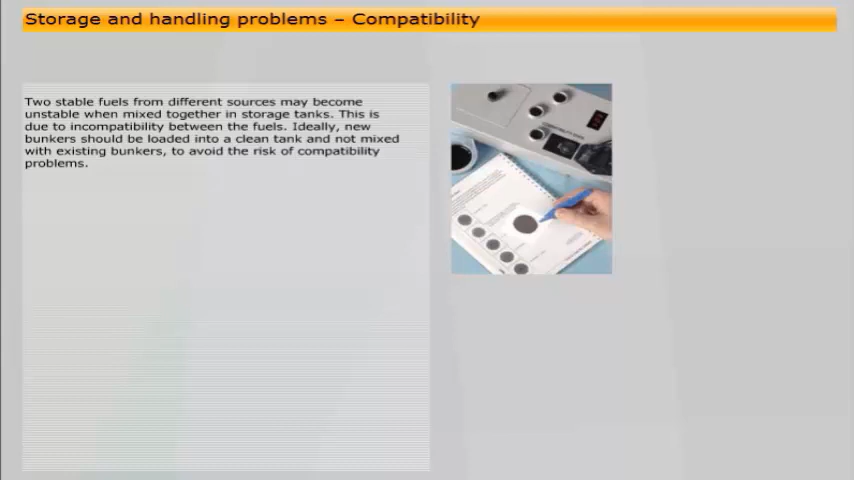 Storage and handling problems – Compatibility
Two stable fuels from different sources may become
unstable when mixed together in storage tanks. This is
due to incompatibility between the fuels. Ideally, new
bunkers should be loaded into a clean tank and not mixed
with existing bunkers, to avoid the risk of compatibility
problems.